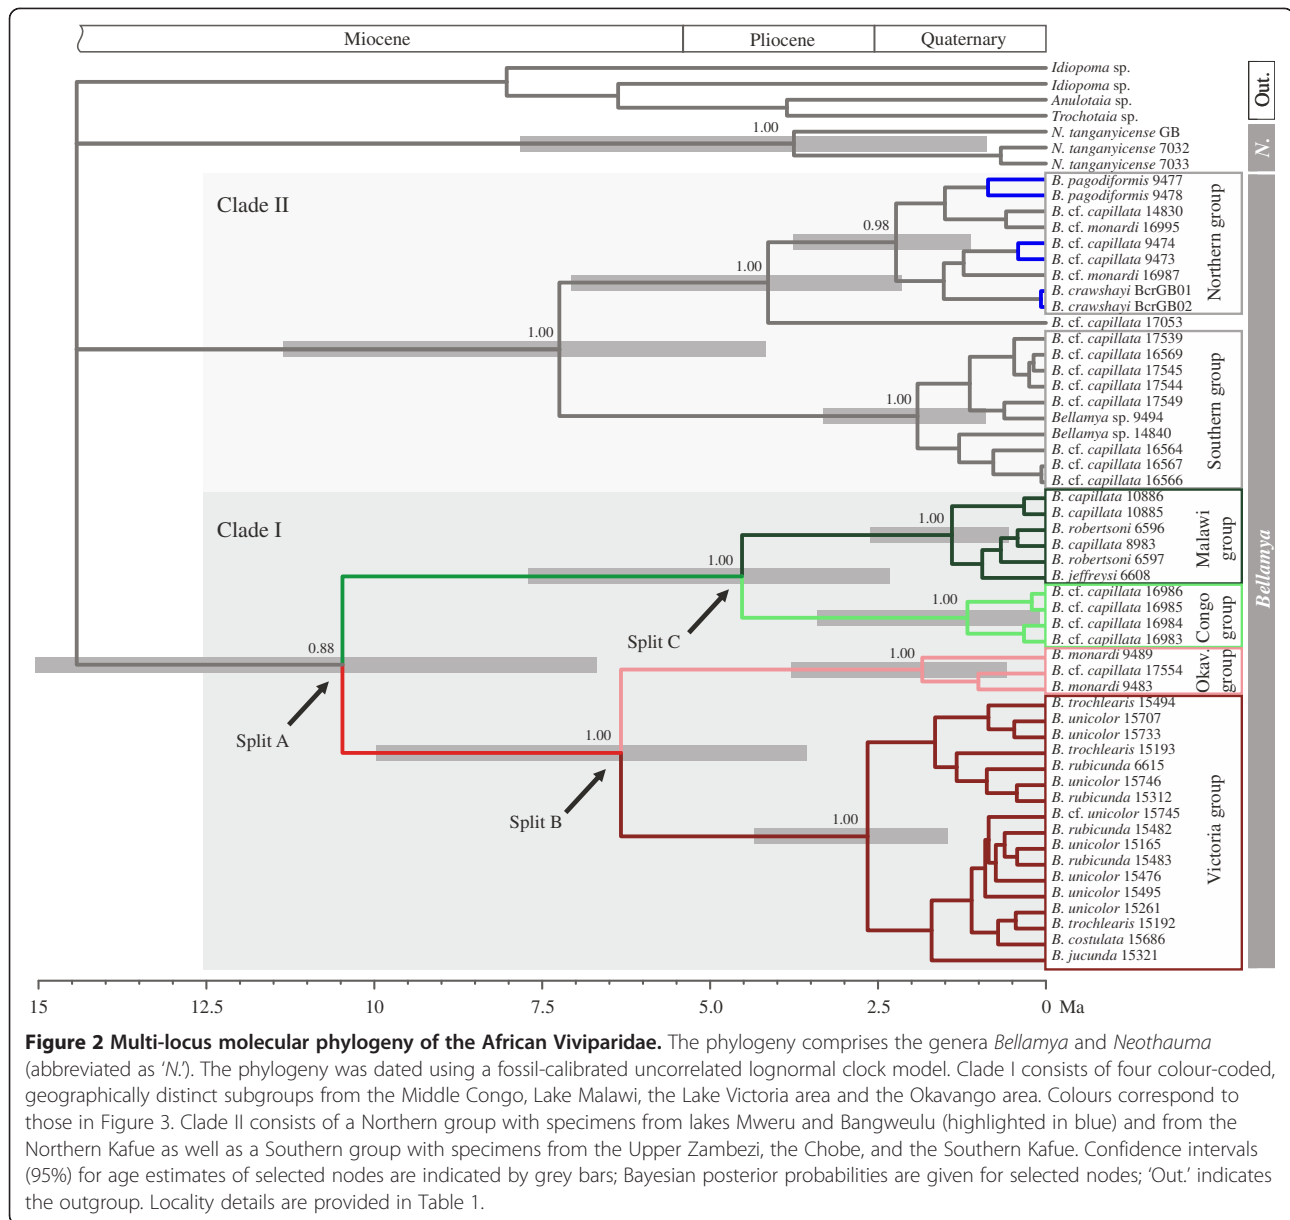 Miocene
Pliocene
Quaternary
Idiopoma sp.
Idiopoma sp.
Anulotaia sp.
Trochotaia sp.
Out.
1.00
N. tanganyicense GB
N. tanganyicense 7032
N. tanganyicense 7033
N.
Clade II
B. pagodiformis 9477
B. pagodiformis 9478
B. cf. capillata 14830
B. cf. monardi 16995
B. cf. capillata 9474
B. cf. capillata 9473
B. cf. monardi 16987
B. crawshayi BcrGB01
B. crawshayi BcrGB02
Northern group
0.98
1.00
B. cf. capillata 17053
1.00
B. cf. capillata 17539
B. cf. capillata 16569
B. cf. capillata 17545
B. cf. capillata 17544
B. cf. capillata 17549
Bellamya sp. 9494
Bellamya sp. 14840
B. cf. capillata 16564
B. cf. capillata 16567
B. cf. capillata 16566
Southern group
1.00
Clade I
B. capillata 10886
B. capillata 10885
B. robertsoni 6596
B. capillata 8983
B. robertsoni 6597
B. jeffreysi 6608
Malawi
group
1.00
1.00
Split C
B. cf. capillata 16986
B. cf. capillata 16985
B. cf. capillata 16984
B. cf. capillata 16983
Congo
group
1.00
0.88
Split A
B. monardi 9489
B. cf. capillata 17554
B. monardi 9483
Okav.
group
1.00
1.00
Split B
B. trochlearis 15494
B. unicolor 15707
B. unicolor 15733
B. trochlearis 15193
B. rubicunda 6615
B. unicolor 15746
B. rubicunda 15312
B. cf. unicolor 15745
B. rubicunda 15482
B. unicolor 15165
B. rubicunda 15483
B. unicolor 15476
B. unicolor 15495
B. unicolor 15261
B. trochlearis 15192
B. costulata 15686
B. jucunda 15321
Victoria group
1.00
Bellamya
15 12.5 10 7.5 5.0 2.5 0 Ma
Figure 2 Multi-locus molecular phylogeny of the African Viviparidae. The phylogeny comprises the genera Bellamya and Neothauma
(abbreviated as ‘N.’). The phylogeny was dated using a fossil-calibrated uncorrelated lognormal clock model. Clade I consists of four colour-coded,
geographically distinct subgroups from the Middle Congo, Lake Malawi, the Lake Victoria area and the Okavango area. Colours correspond to
those in Figure 3. Clade II consists of a Northern group with specimens from lakes Mweru and Bangweulu (highlighted in blue) and from the
Northern Kafue as well as a Southern group with specimens from the Upper Zambezi, the Chobe, and the Southern Kafue. Confidence intervals
(95%) for age estimates of selected nodes are indicated by grey bars; Bayesian posterior probabilities are given for selected nodes; ‘Out.’ indicates
the outgroup. Locality details are provided in Table 1.